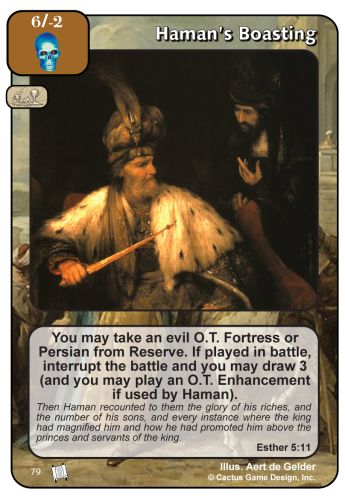 6/-2
Haman's Boasting
You may take an evil O.T. Fortress or
Persian from Reserve. If played in battle,
interrupt the battle and you may draw 3
(and you may play an O.T. Enhancement
if used by Haman).
Then Haman recounted to them the glory of his riches, and
the number of his sons, and every instance where the king
had magnified him and how he had promoted him above the
princes and servants of the king.
Esther 5:11
79
Illus. Aert de Gelder
© Cactus Game Design, Inc.